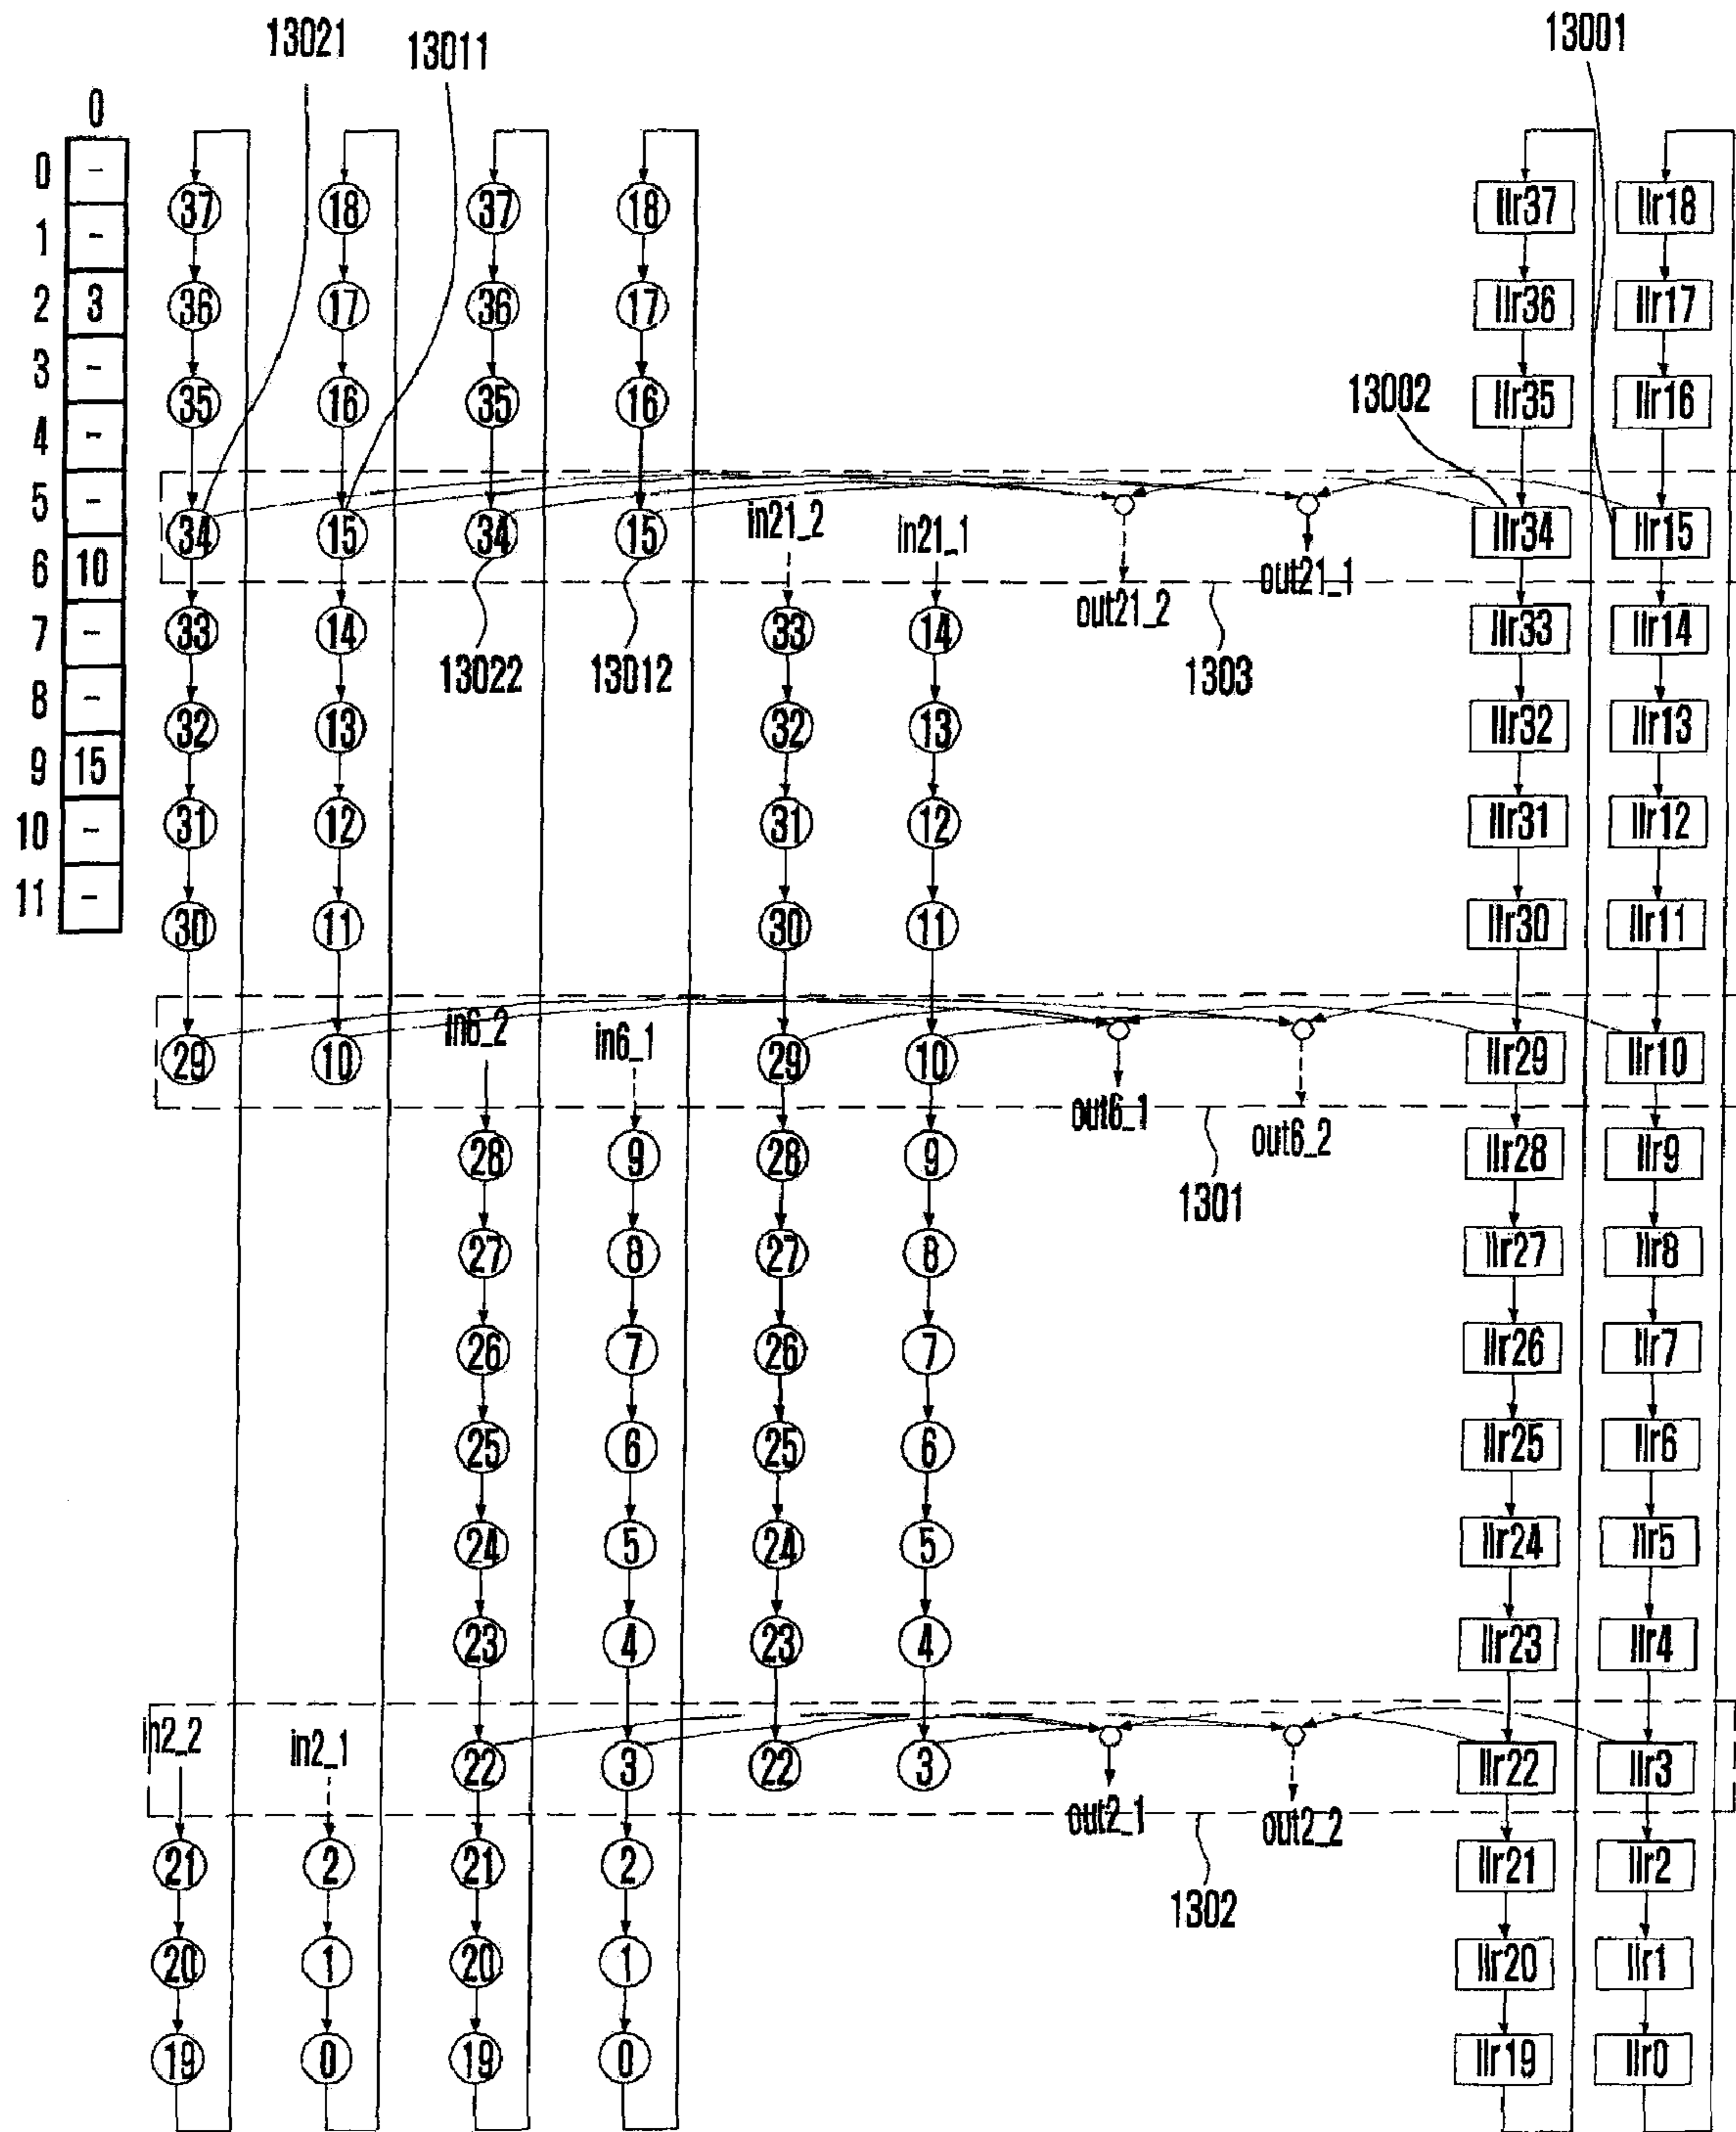 13021 13011 13001
0
0 -
1 -
2 3
3 -
4 -
5 -
6 10
7 -
8 -
9 15
10 -
11 -
37 18 37 18 llr37 llr18
36 17 36 17 llr36 llr17
35 16 35 16 llr35 llr16
13002
34 15 34 15 in21_2 in21_1 llr34 llr15
out21_2 out21_1
33 14 13022 13012 33 14 1303 llr33 llr14
32 13 32 13 llr32 llr13
31 12 31 12 llr31 llr12
30 11 30 11 llr30 llr11
in6_2 in6_1
29 10 29 10 llr29 llr10
out6_1 out6_2
28 9 28 9 1301 llr28 llr9
27 8 27 8 llr27 llr8
26 7 26 7 llr26 llr7
25 6 25 6 llr25 llr6
24 5 24 5 llr24 llr5
23 4 23 4 llr23 llr4
in2_2 in2_1
22 3 22 3 llr22 llr3
out2_1 out2_2
21 2 21 2 1302 llr21 llr2
20 1 20 1 llr20 llr1
19 0 19 0 llr19 llr0